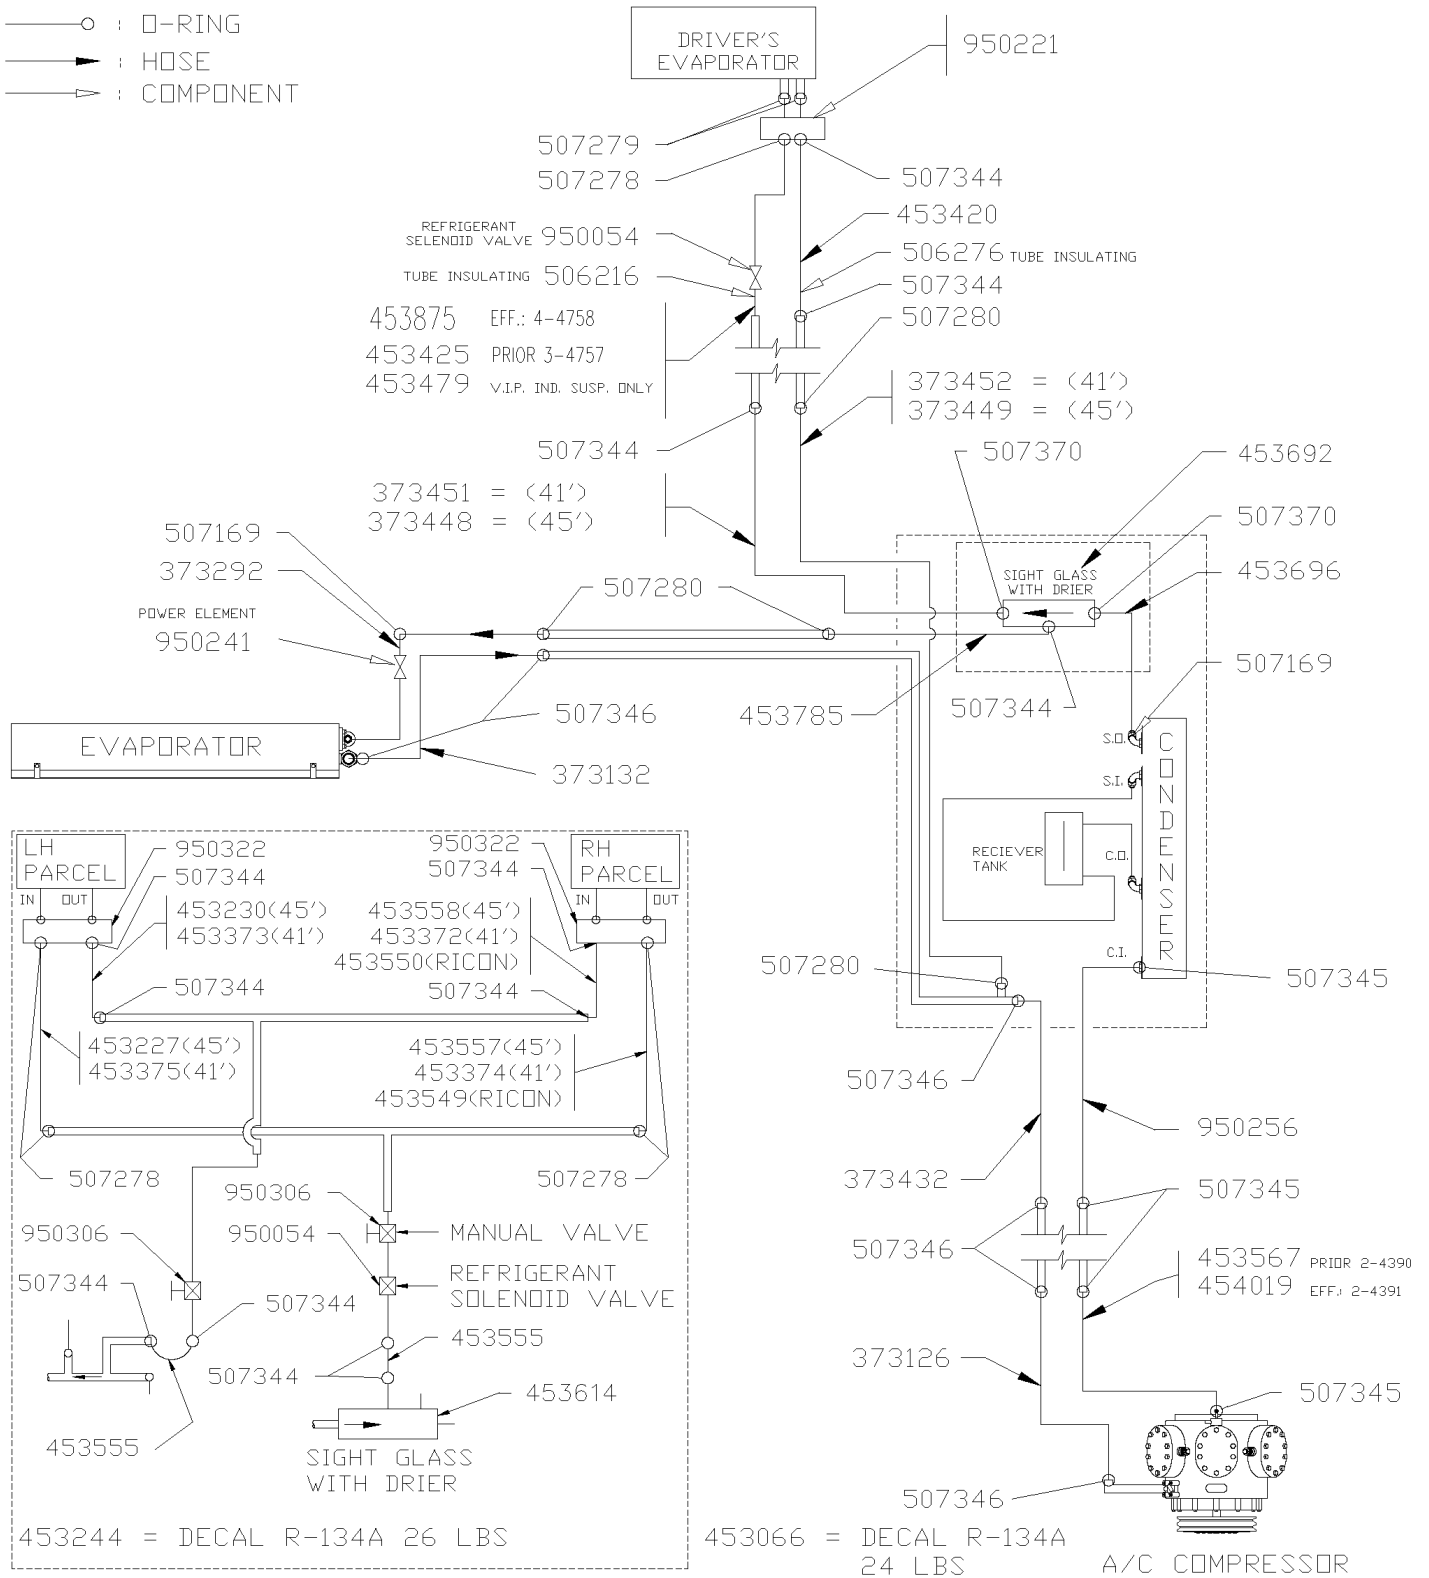 : O-RING
: HOSE
: COMPONENT
DRIVER'S
EVAPORATOR
950221
507279
507278
507344
453420
REFRIGERANT
SELENOID VALVE 950054
506276 TUBE INSULATING
TUBE INSULATING 506216
507344
453875 EFF.: 4-4758
507280
453425 PRIOR 3-4757
453479 V.I.P. IND. SUSP. ONLY
373452 = (41')
373449 = (45')
507344
507370
453692
373451 = (41')
373448 = (45')
507370
507169
373292
507280
SIGHT GLASS
WITH DRIER
453696
POWER ELEMENT
950241
507169
507346
453785
507344
EVAPORATOR
373132
S.O.
S.I.
CONDENSER
RECIEVER
TANK
C.O.
C.I.
507280
507345
507346
950256
373432
507345
507346
453567 PRIOR 2-4390
454019 EFF.: 2-4391
373126
507345
507346
A/C COMPRESSOR
LH
PARCEL
950322
507344
950322
507344
RH
PARCEL
IN OUT
IN OUT
453230(45')
453373(41')
453558(45')
453372(41')
453550(RICON)
507344
507344
453227(45')
453375(41')
453557(45')
453374(41')
453549(RICON)
507278
507278
950306
950306
MANUAL VALVE
950054
REFRIGERANT
SOLENOID VALVE
507344
507344
453555
507344
453614
453555
SIGHT GLASS
WITH DRIER
453244 = DECAL R-134A 26 LBS
453066 = DECAL R-134A
24 LBS